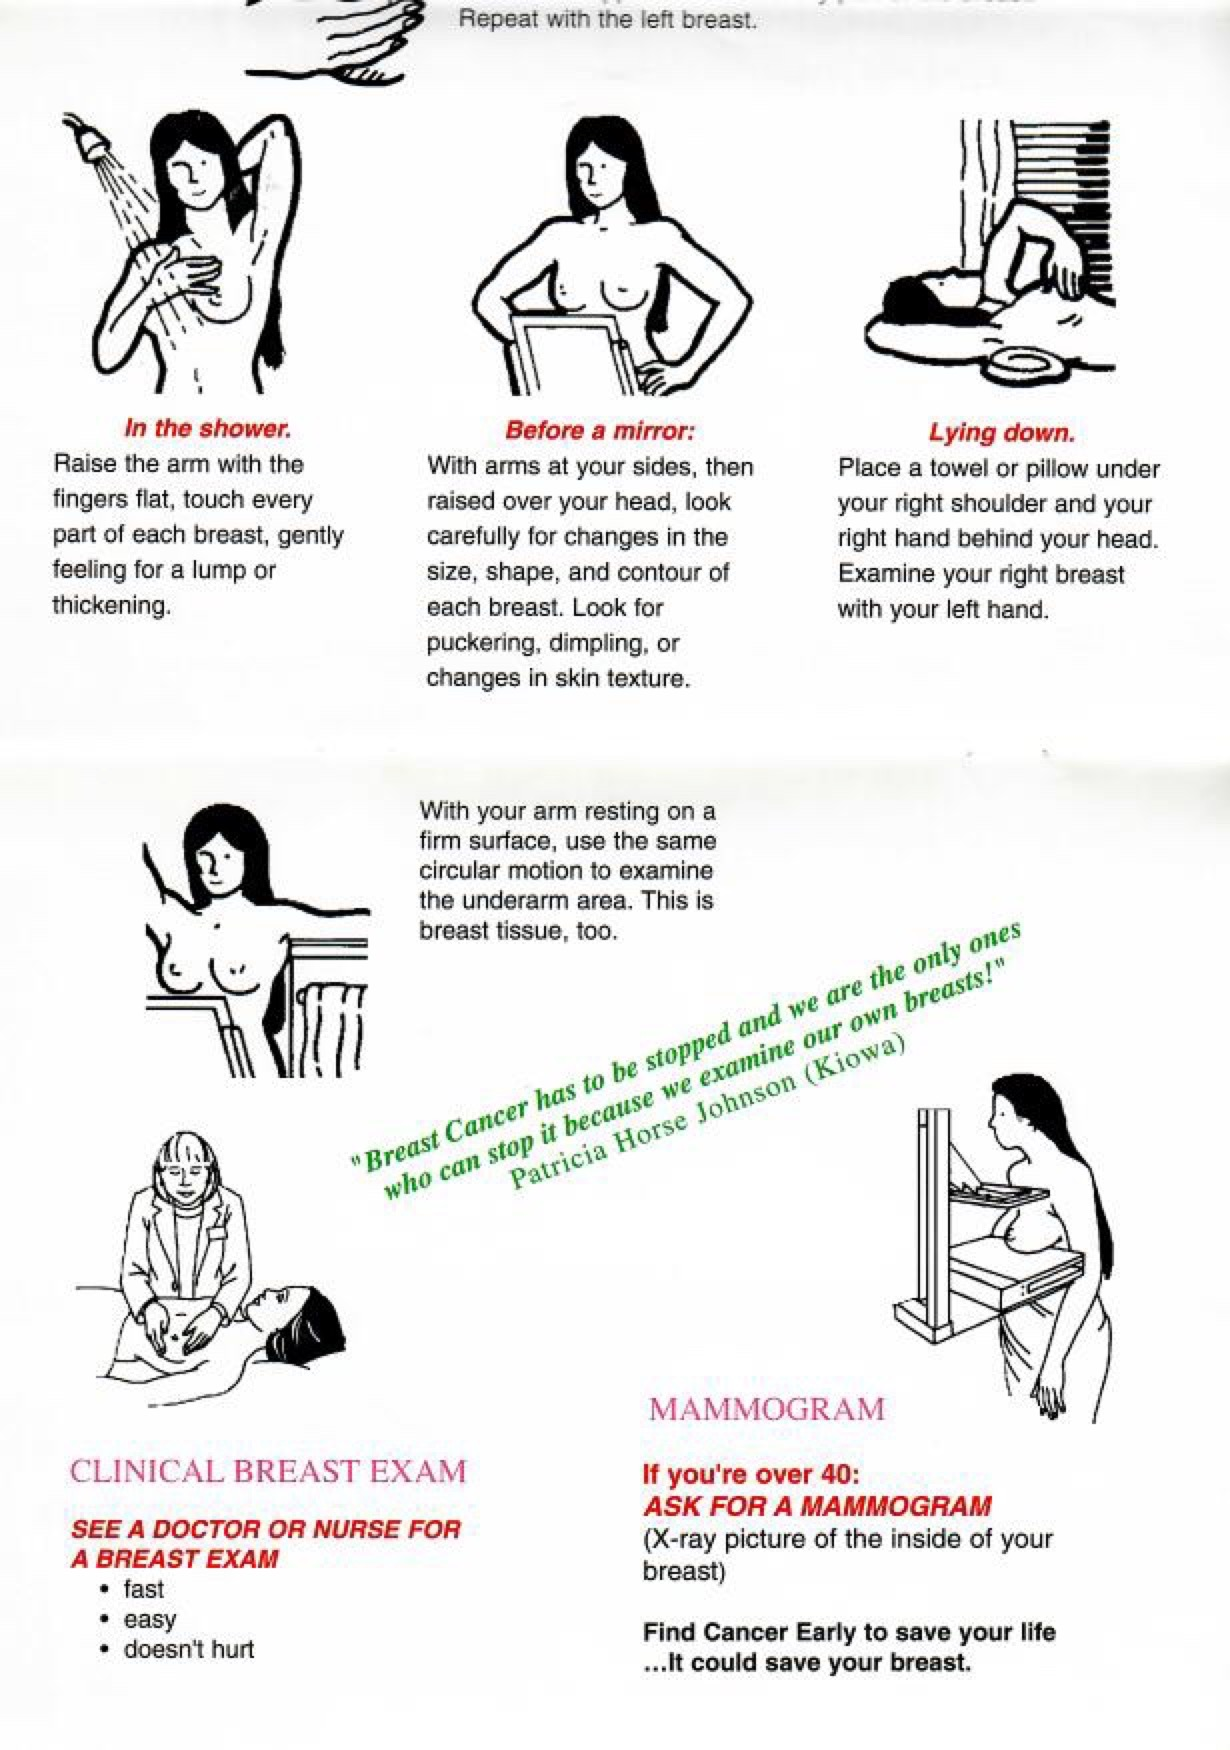 Repeat with the left breast.
In the shower.
Raise the arm with the
fingers flat, touch every
part of each breast, gently
feeling for a lump or
thickening.
Before a mirror:
With arms at your sides, then
raised over your head, look
carefully for changes in the
size, shape, and contour of
each breast. Look for
puckering, dimpling, or
changes in skin texture.
Lying down.
Place a towel or pillow under
your right shoulder and your
right hand behind your head.
Examine your right breast
with your left hand.
With your arm resting on a
firm surface, use the same
circular motion to examine
the underarm area. This is
breast tissue, too.
"Breast Cancer has to be stopped and we are the only ones
who can stop it because we examine our own breasts!"
Patricia Horse Johnson (Kiowa)
CLINICAL BREAST EXAM
SEE A DOCTOR OR NURSE FOR
A BREAST EXAM
• fast
• easy
• doesn't hurt
MAMMOGRAM
If you're over 40:
ASK FOR A MAMMOGRAM
(X-ray picture of the inside of your
breast)
Find Cancer Early to save your life
...It could save your breast.